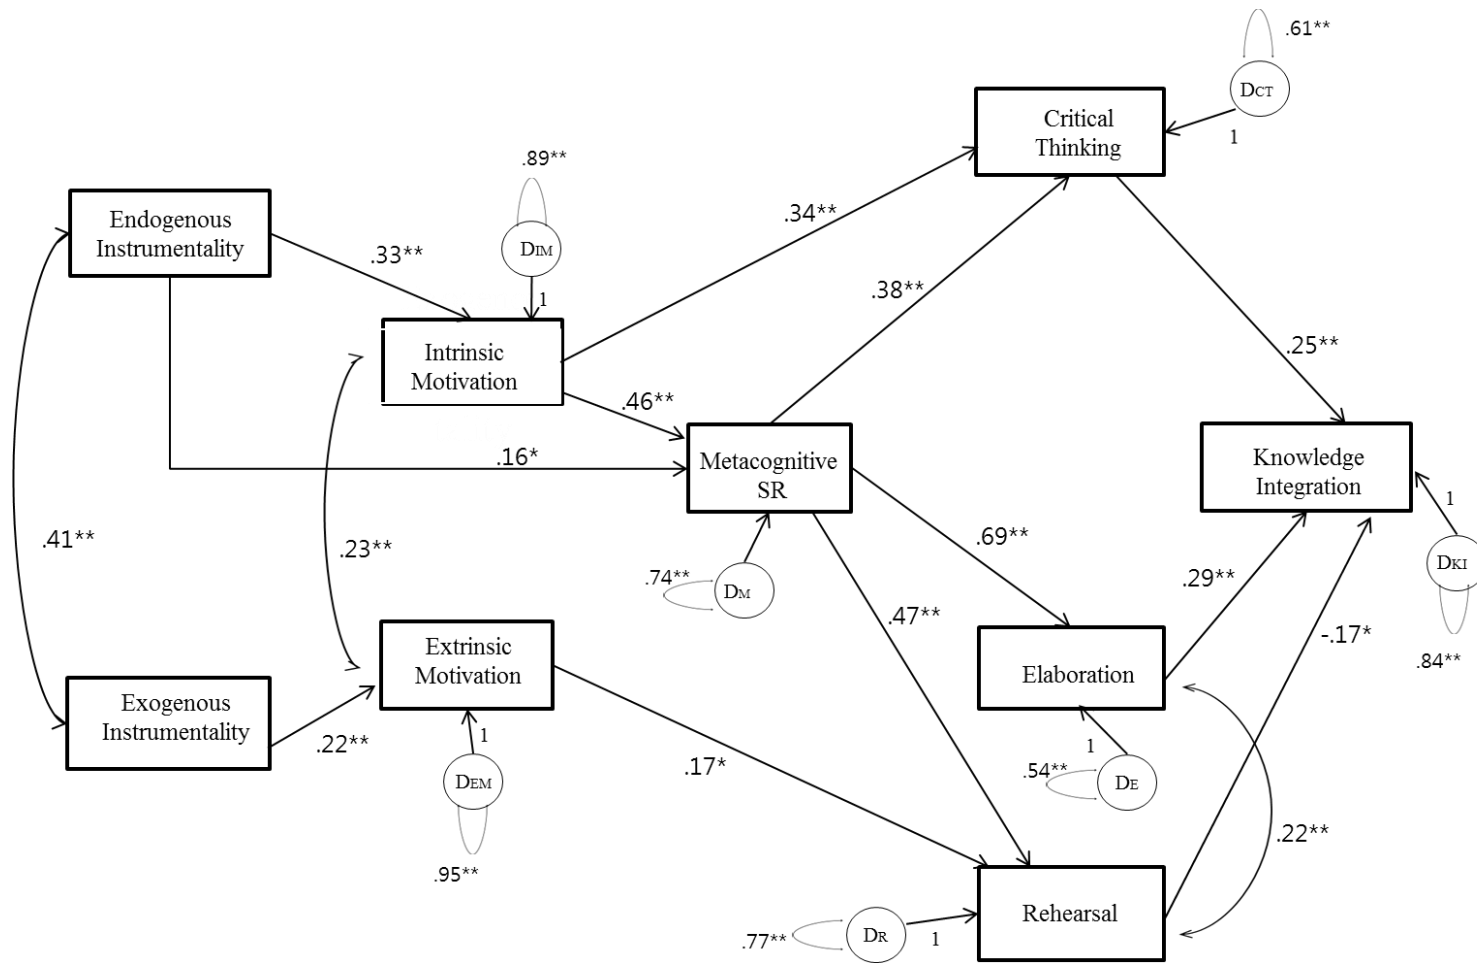 .61**
DCT
Critical
Thinking
1
.89**
DIM
1
.34**
Endogenous
Instrumentality
.33**
.38**
Intrinsic
Motivation
.25**
.46**
.16*
Metacognitive
SR
Knowledge
Integration
1
.41**
.23**
.69**
DKI
.74**
DM
.29**
.47**
-.17*
.84**
Extrinsic
Motivation
Elaboration
Exogenous
Instrumentality
.22**
1
.17*
1
.54**
DE
DEM
.22**
.95**
Rehearsal
.77**
DR
1